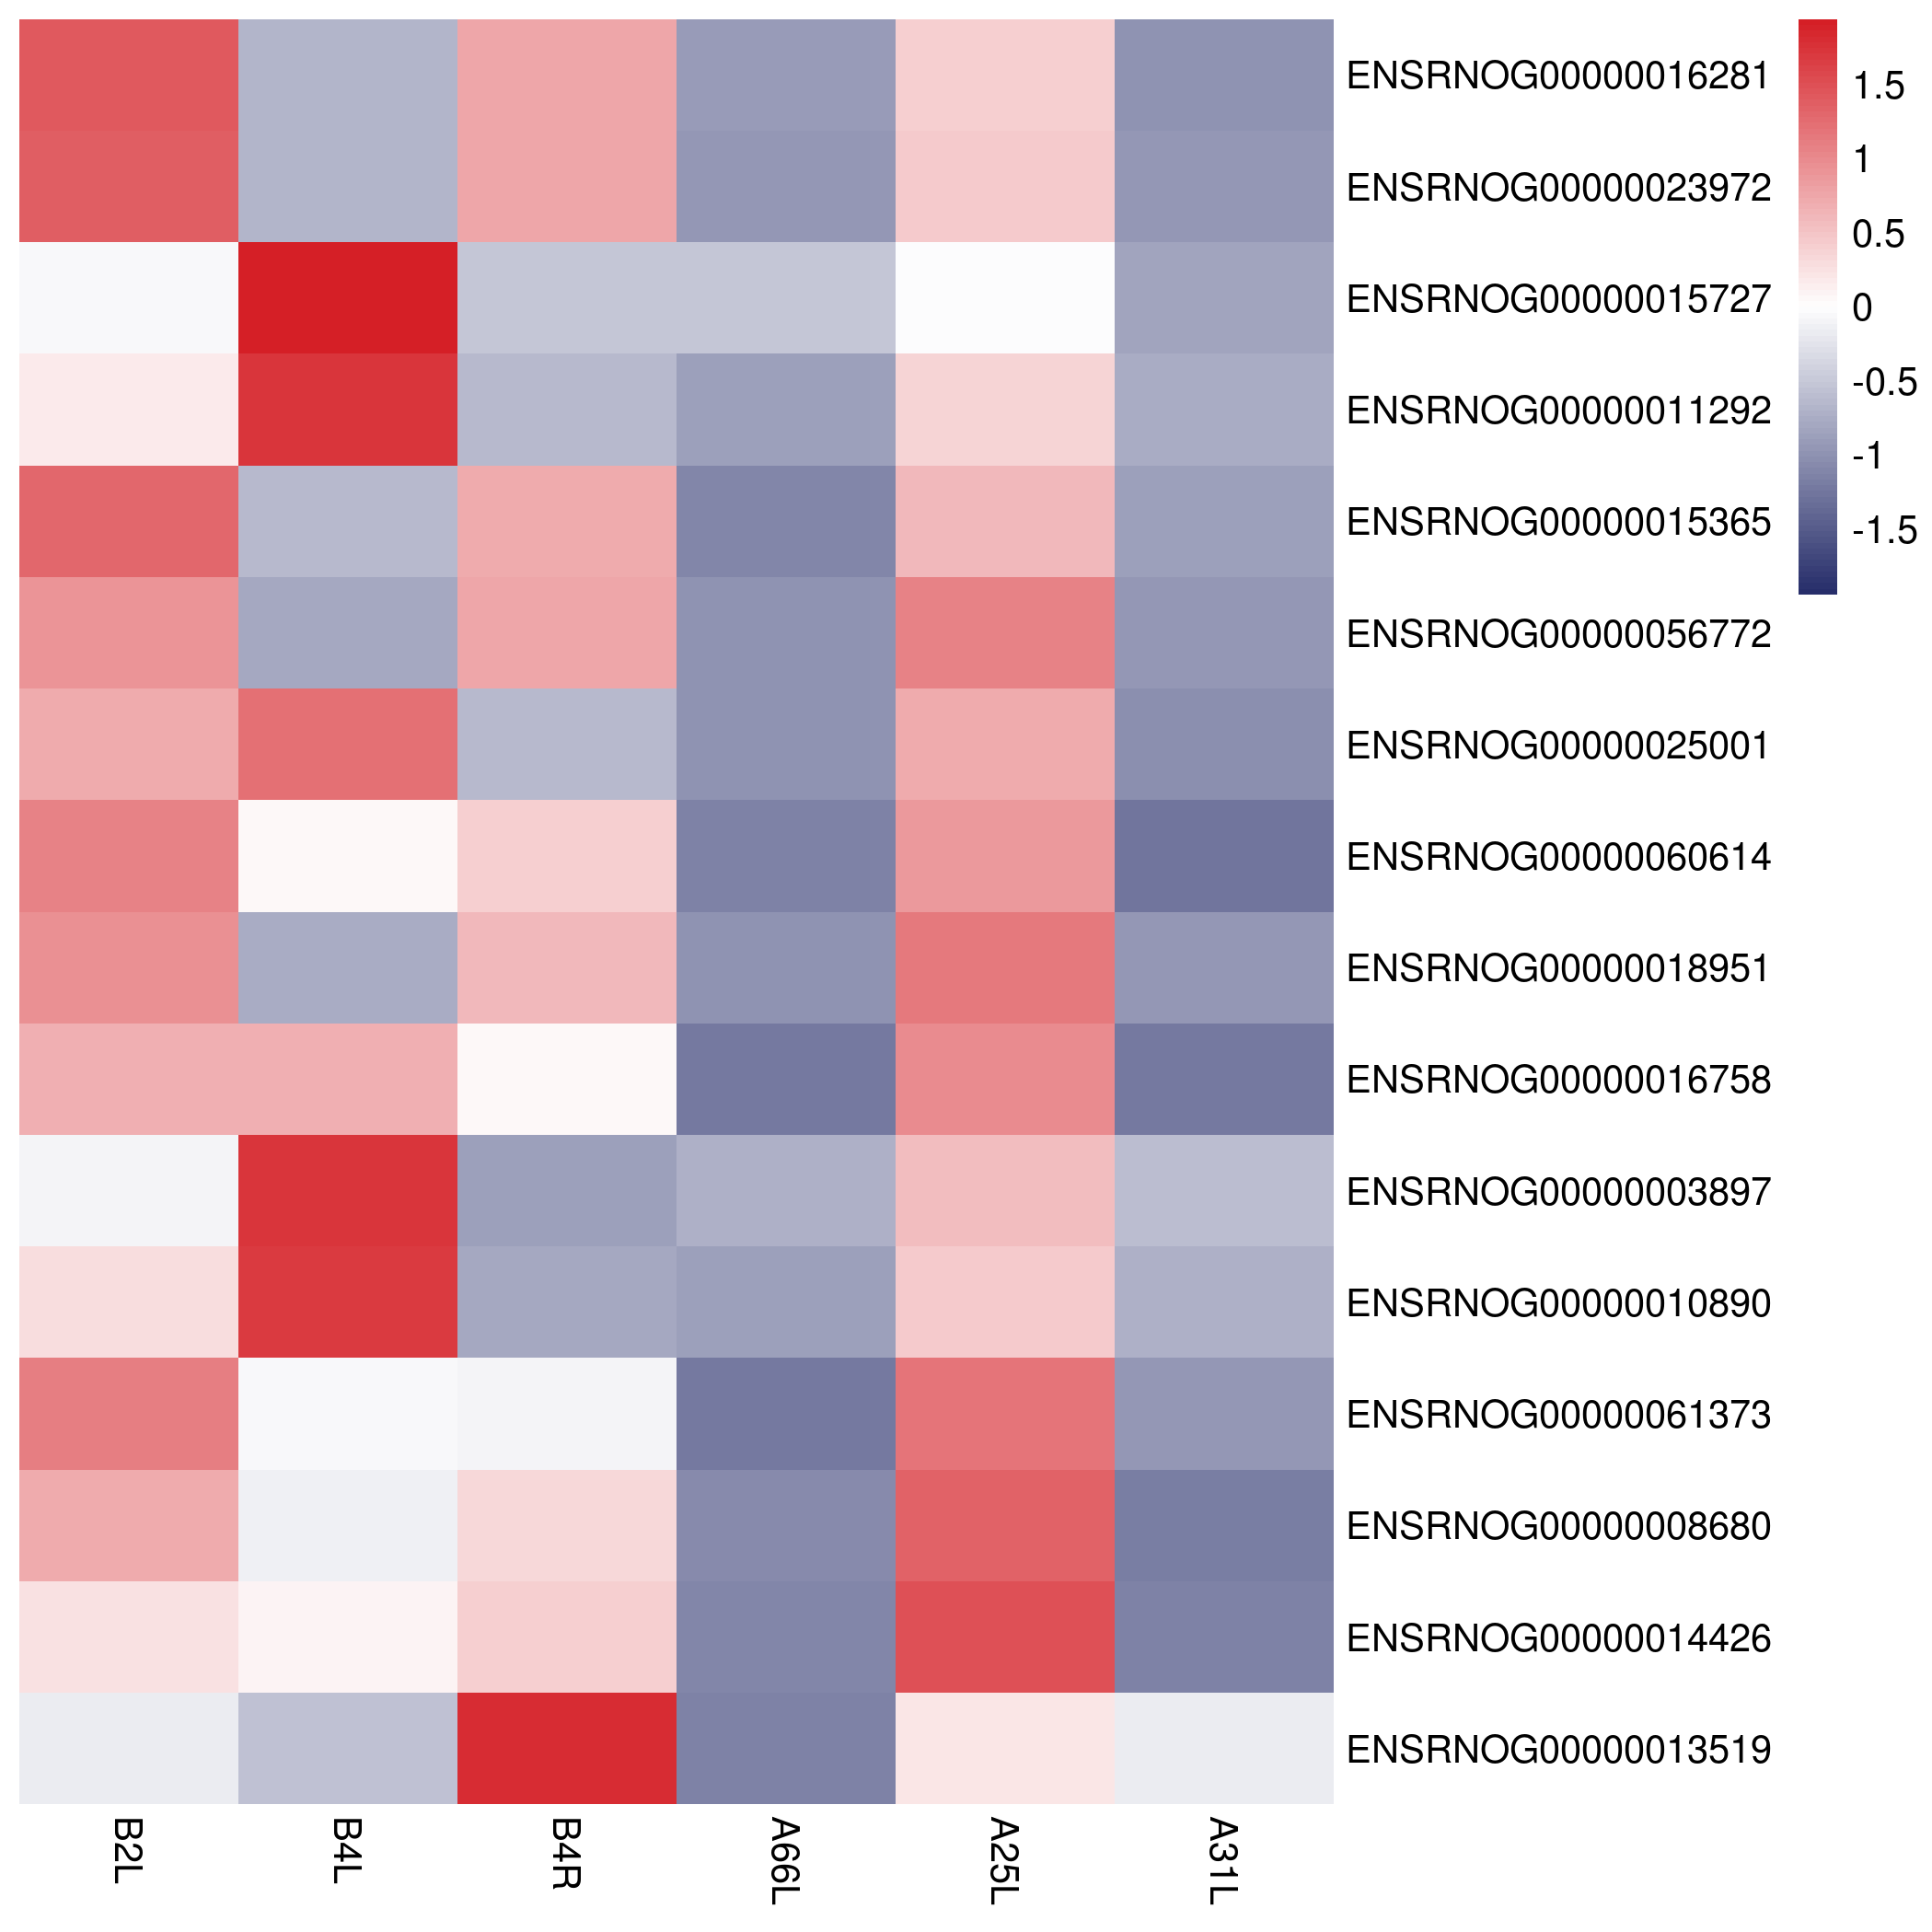 ENSRNOG00000016281
ENSRNOG00000023972
ENSRNOG00000015727
ENSRNOG00000011292
ENSRNOG00000015365
ENSRNOG00000056772
ENSRNOG00000025001
ENSRNOG00000060614
ENSRNOG00000018951
ENSRNOG00000016758
ENSRNOG00000003897
ENSRNOG00000010890
ENSRNOG00000061373
ENSRNOG00000008680
ENSRNOG00000014426
ENSRNOG00000013519
1.5
1
0.5
0
-0.5
-1
-1.5
B2L
B4L
B4R
A66L
A25L
A31L